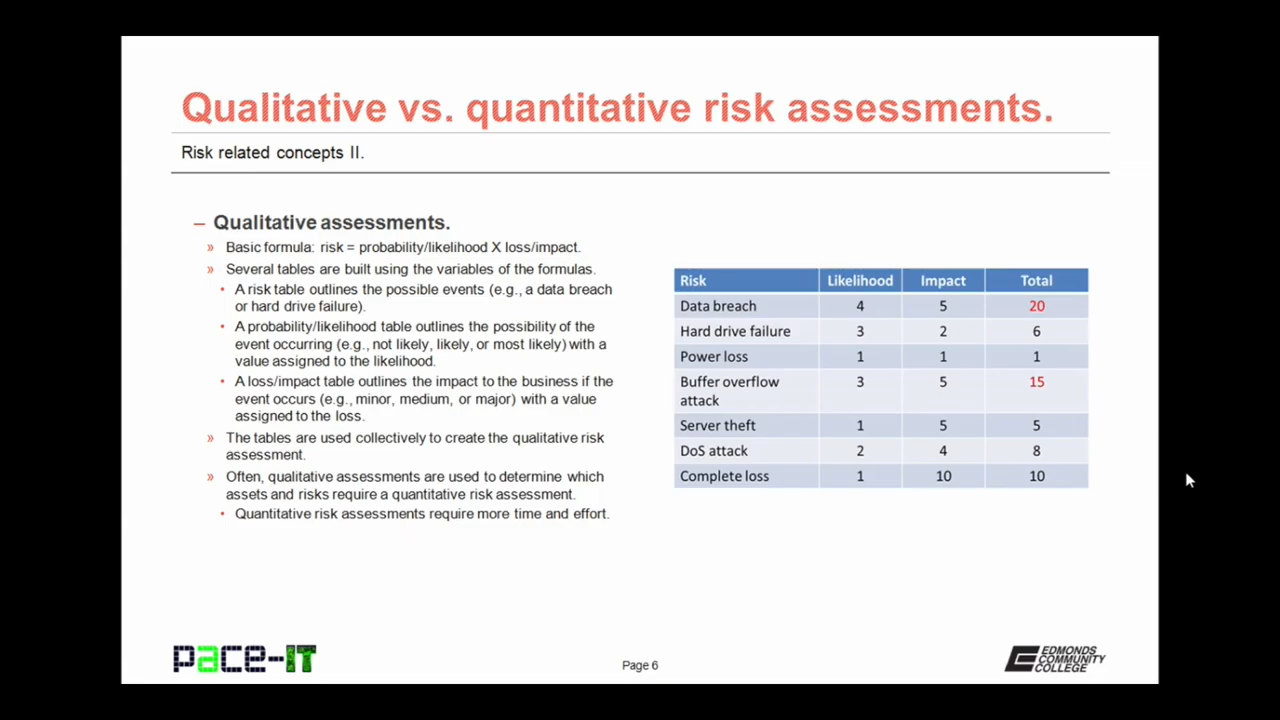 Qualitative vs. quantitative risk assessments.
Risk related concepts II.
– Qualitative assessments.
» Basic formula: risk = probability/likelihood X loss/impact.
» Several tables are built using the variables of the formulas.
• A risk table outlines the possible events (e.g., a data breach
or hard drive failure).
• A probability/likelihood table outlines the possibility of the
event occurring (e.g., not likely, likely, or most likely) with a
value assigned to the likelihood.
• A loss/impact table outlines the impact to the business if the
event occurs (e.g., minor, medium, or major) with a value
assigned to the loss.
» The tables are used collectively to create the qualitative risk
assessment.
» Often, qualitative assessments are used to determine which
assets and risks require a quantitative risk assessment.
• Quantitative risk assessments require more time and effort.
Risk Likelihood Impact Total
Data breach 4 5 20
Hard drive failure 3 2 6
Power loss 1 1 1
Buffer overflow 3 5 15
attack
Server theft 1 5 5
DoS attack 2 4 8
Complete loss 1 10 10
pace-IT
Page 6
EDMONDS
COMMUNITY
COLLEGE